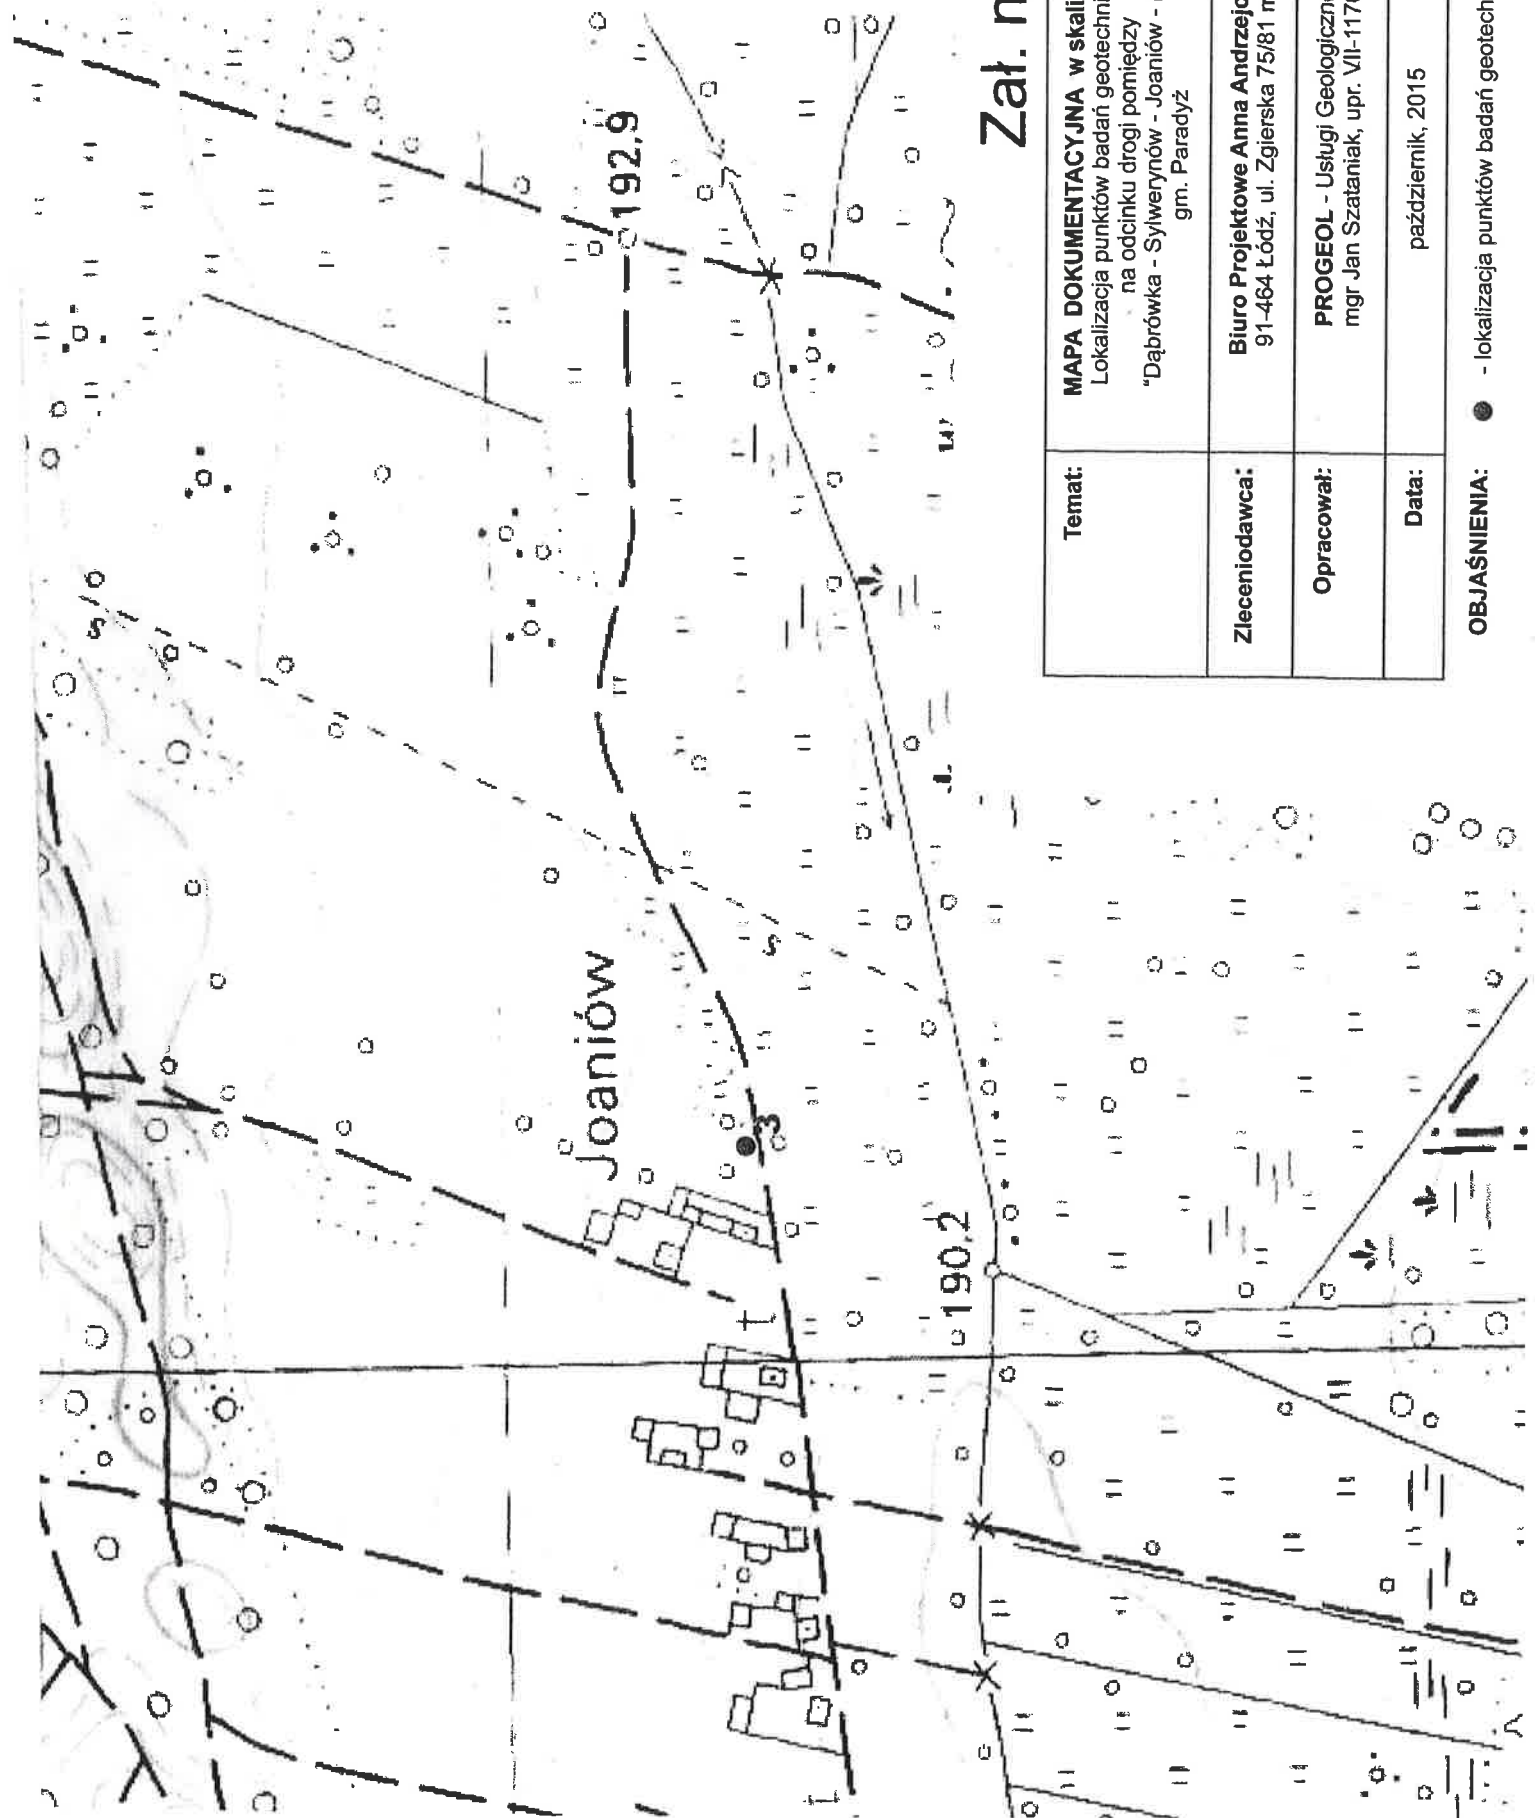 Zał. n
192,9
Joaniów
3
190,2
s/o
s/
t
t
Temat:
MAPA DOKUMENTACYJNA w skali
Lokalizacja punktów badań geotechni
na odcinku drogi pomiędzy
"Dąbrówka - Sylwerynów - Joaniów -
gm. Paradyż
Zleceniodawca:
Biuro Projektowe Anna Andrzejc
91-464 Łódź, ul. Zgierska 75/81 m
Opracował:
PROGEOL - Usługi Geologiczne
mgr Jan Szataniak, upr. VII-1170
Data:
październik, 2015
OBJAŚNIENIA:
- lokalizacja punktów badań geotech